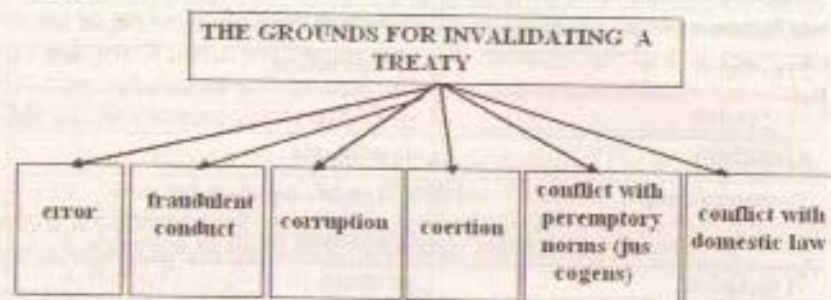 THE GROUNDS FOR INVALIDATING A
TREATY
error
fraudulent
conduct
corruption
coertion
conflict with
peremptory
norms (jus
cogens)
conflict with
domestic law